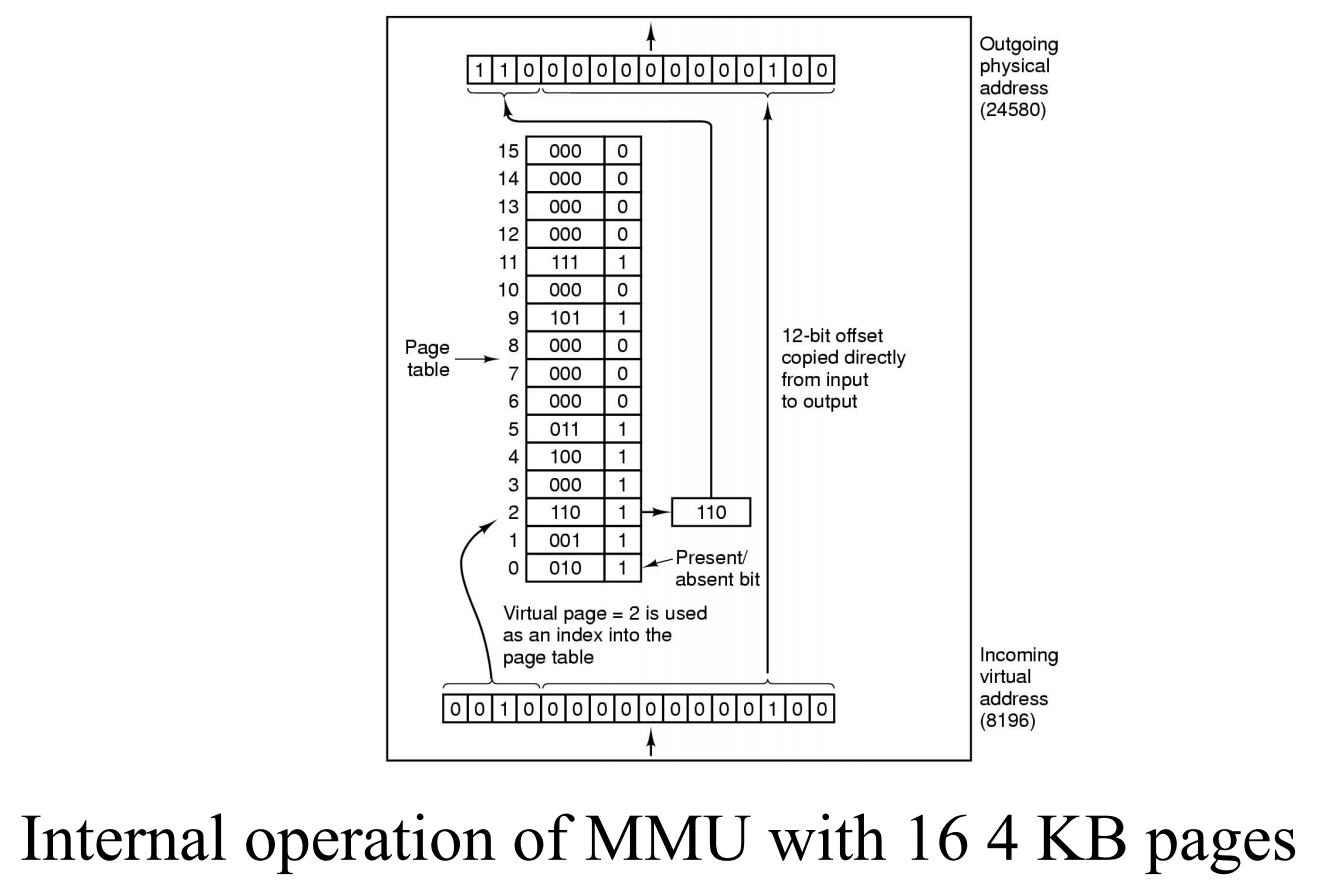 Outgoing
physical
address
(24580)
1 1 0 0 0 0 0 0 0 0 0 0 1 0 0
15 000 0
14 000 0
13 000 0
12 000 0
11 111 1
10 000 0
9 101 1
8 000 0
7 000 0
6 000 0
5 011 1
4 100 1
3 000 1
2 110 1
1 001 1
0 010 1
Page
table
110
12-bit offset
copied directly
from input
to output
Present/
absent bit
Virtual page = 2 is used
as an index into the
page table
Incoming
virtual
address
(8196)
0 0 1 0 0 0 0 0 0 0 0 0 0 1 0 0
Internal operation of MMU with 16 4 KB pages